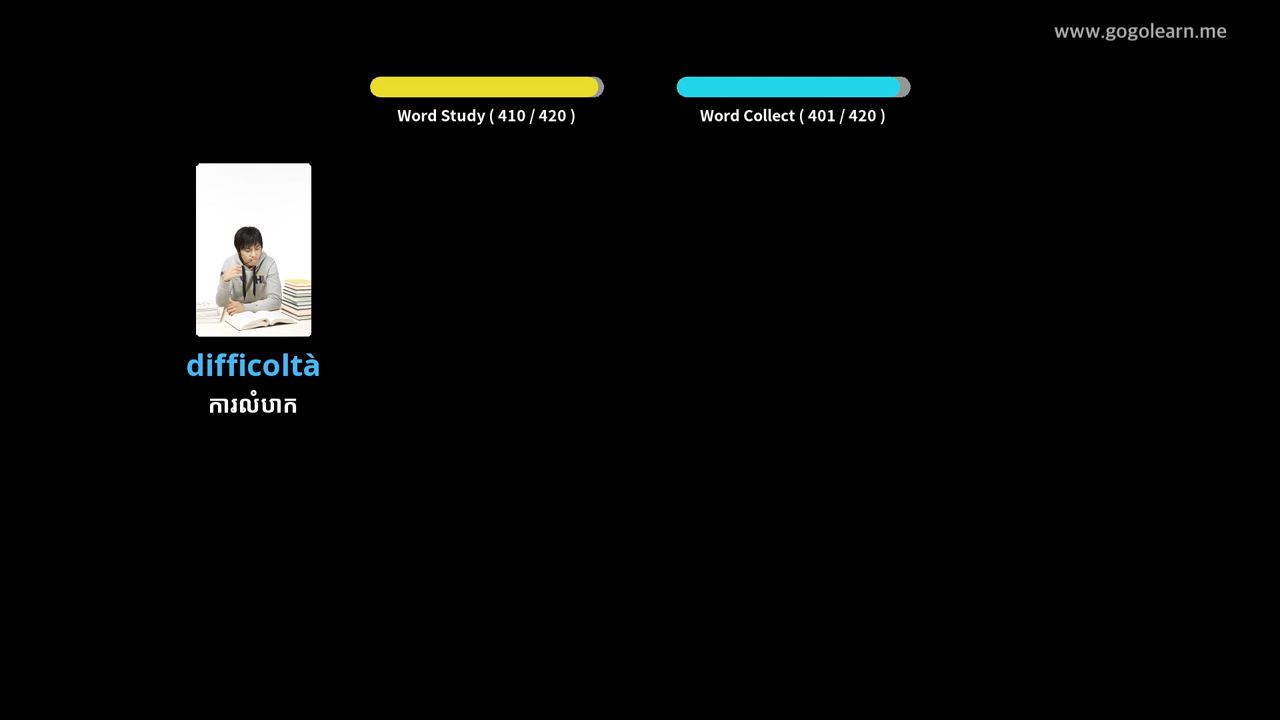 www.gogolearn.me
Word Study ( 410 / 420 )
Word Collect ( 401 / 420 )
difficoltà
ការលំបាក